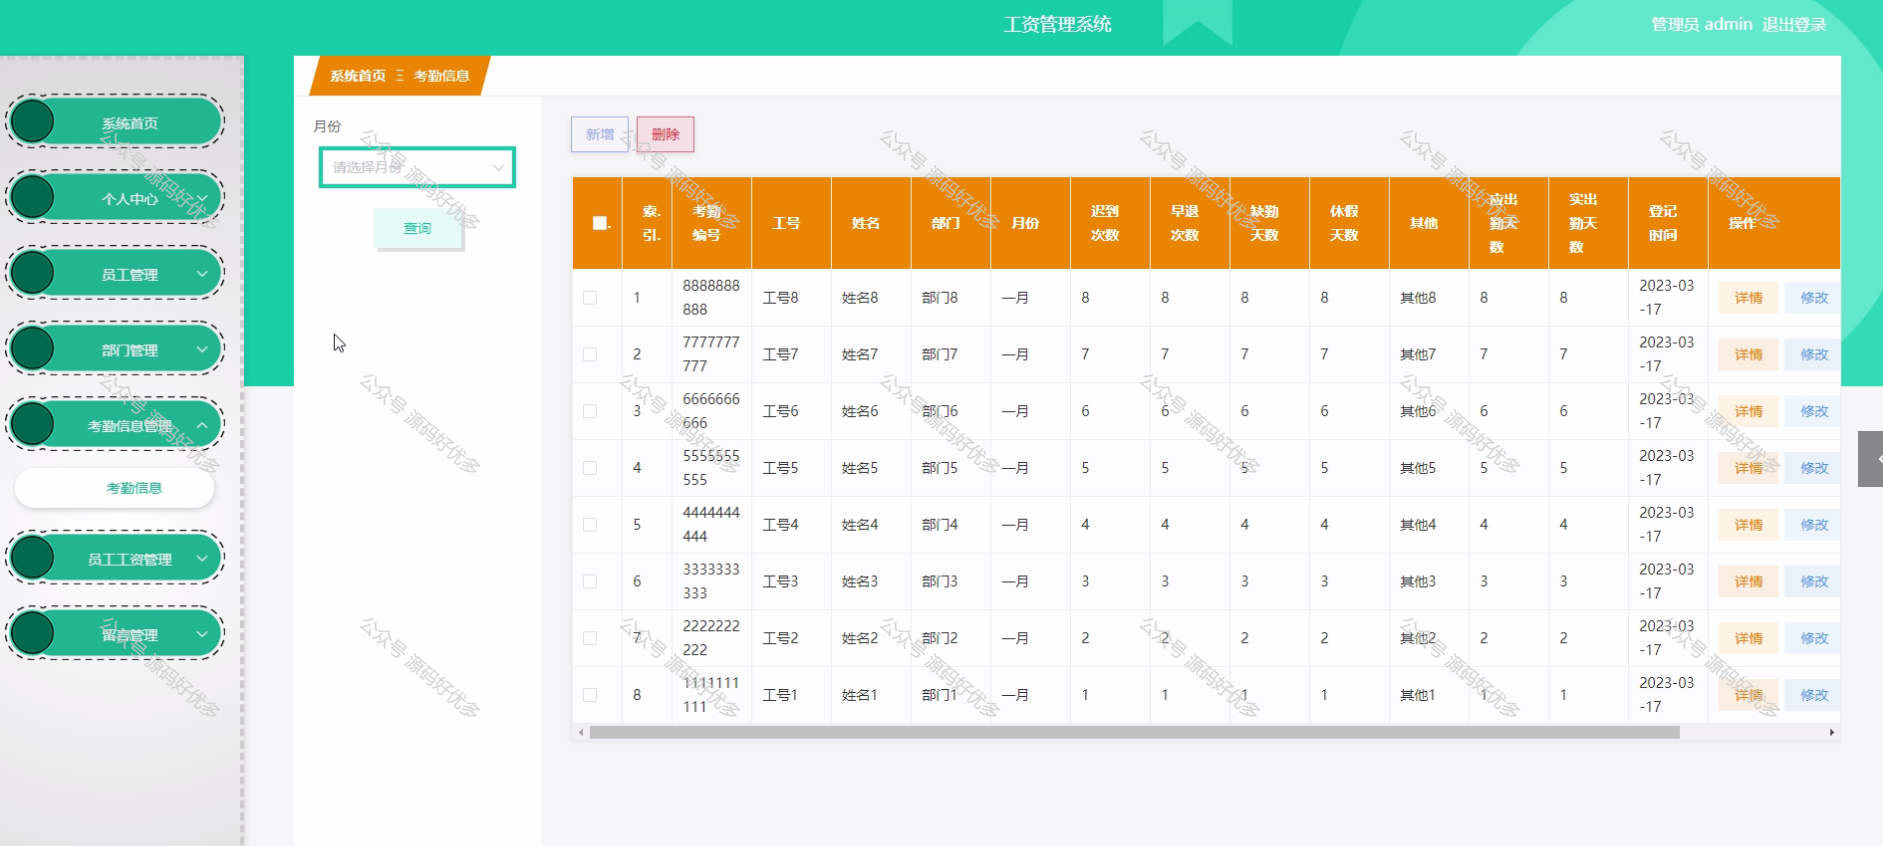 工资管理系统
管理员 admin 退出登录
系统首页
个人中心
员工管理
部门管理
考勤信息管理
考勤信息
员工工资管理
留言管理
系统首页 Ξ 考勤信息
月份
请选择月份
查询
新增 删除
索引. 考勤编号 工号 姓名 部门 月份 迟到次数 早退次数 缺勤天数 休假天数 其他 应出勤天数 实出勤天数 登记时间 操作
1 8888888888 工号8 姓名8 部门8 一月 8 8 8 8 其他8 8 8 2023-03-17 详情 修改
2 7777777777 工号7 姓名7 部门7 一月 7 7 7 7 其他7 7 7 2023-03-17 详情 修改
3 6666666666 工号6 姓名6 部门6 一月 6 6 6 6 其他6 6 6 2023-03-17 详情 修改
4 5555555555 工号5 姓名5 部门5 一月 5 5 5 5 其他5 5 5 2023-03-17 详情 修改
5 4444444444 工号4 姓名4 部门4 一月 4 4 4 4 其他4 4 4 2023-03-17 详情 修改
6 3333333333 工号3 姓名3 部门3 一月 3 3 3 3 其他3 3 3 2023-03-17 详情 修改
7 2222222222 工号2 姓名2 部门2 一月 2 2 2 2 其他2 2 2 2023-03-17 详情 修改
8 1111111111 工号1 姓名1 部门1 一月 1 1 1 1 其他1 1 1 2023-03-17 详情 修改
公众号 源码好优多